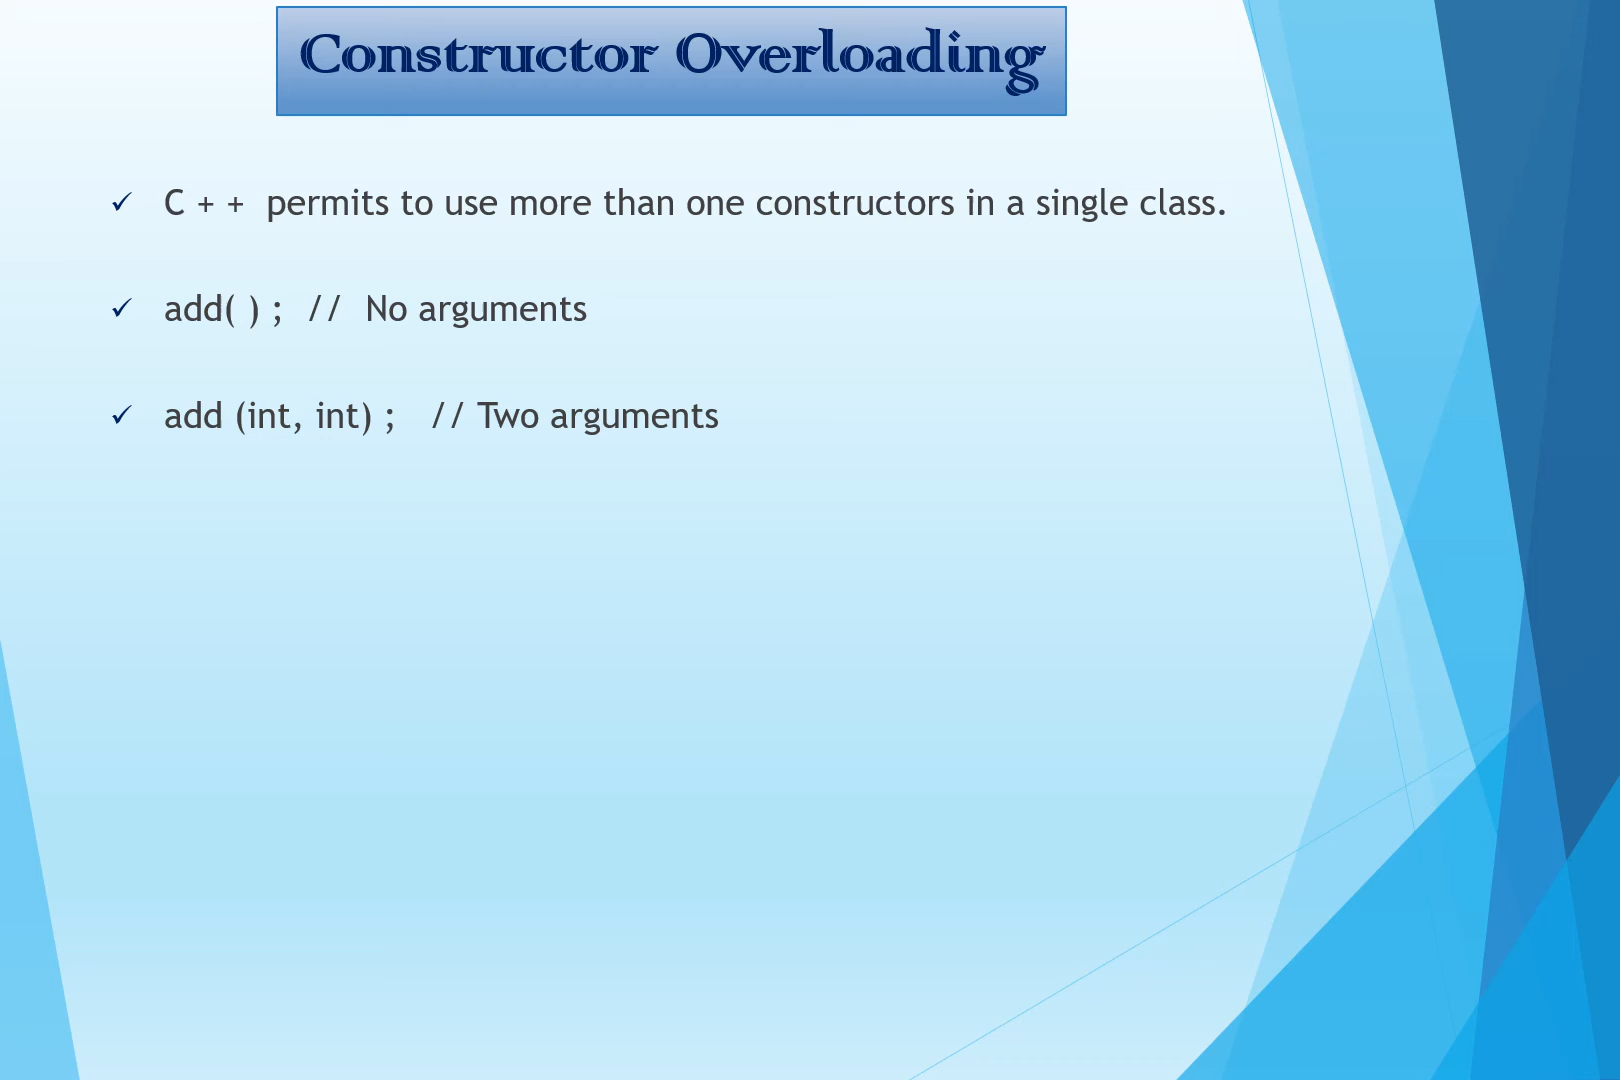 Constructor Overloading
✓ C + + permits to use more than one constructors in a single class.
✓ add( ) ; // No arguments
✓ add (int, int) ; // Two arguments